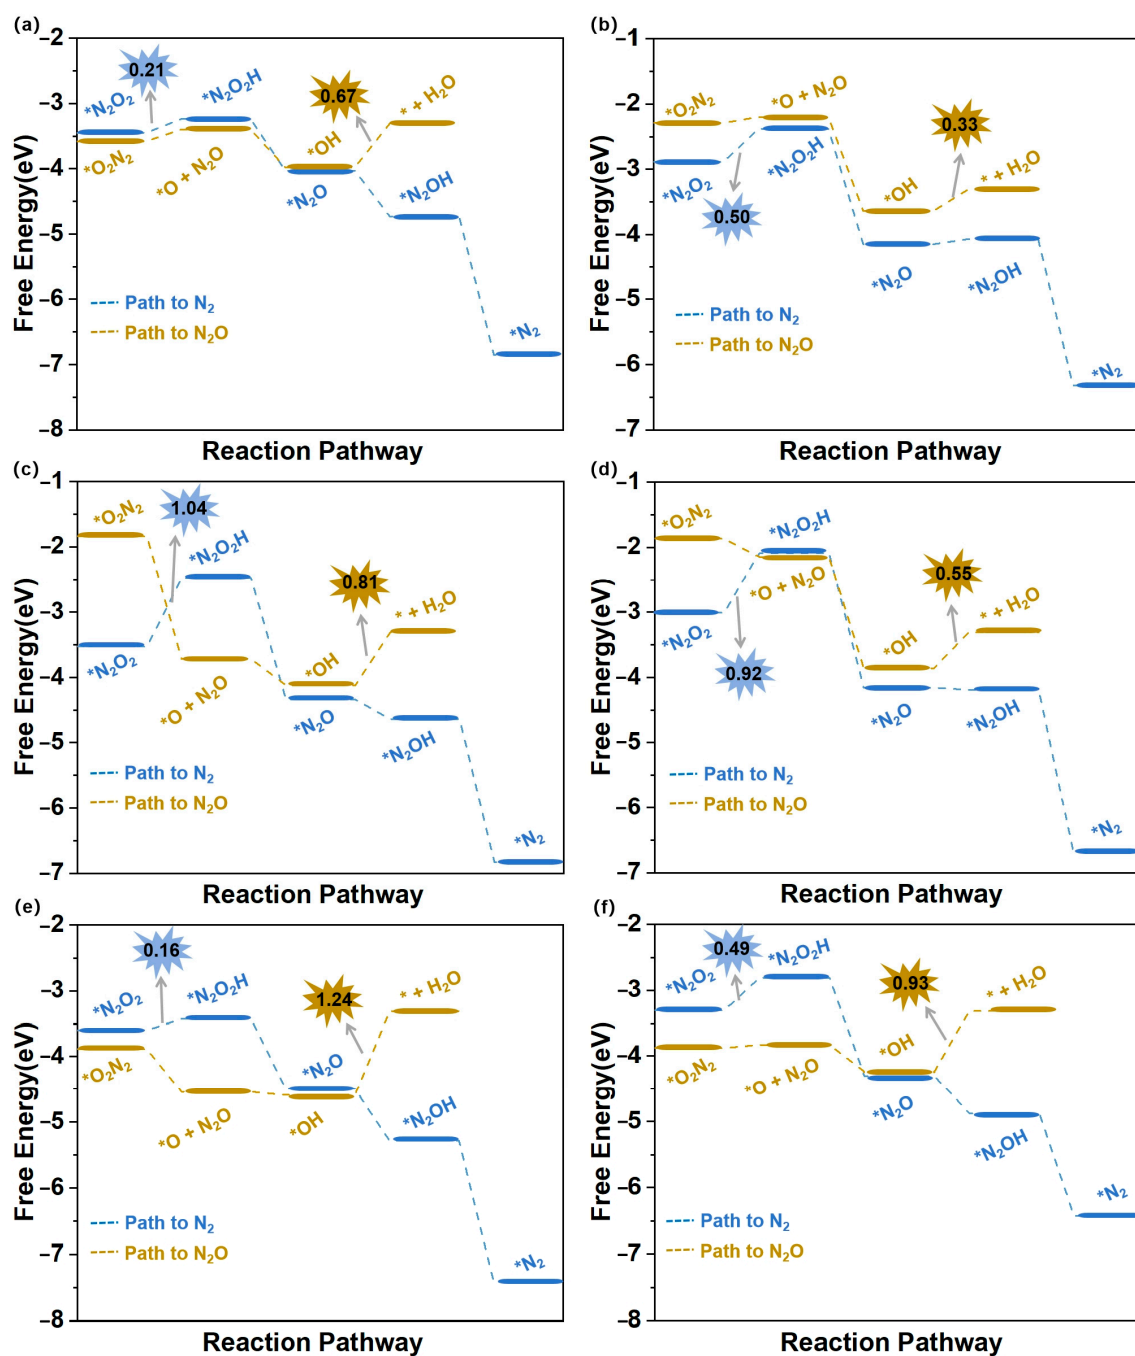 (a)
Free Energy(eV)
−2
−3
−4
−5
−6
−7
−8
*N₂O₂
0.21
*N₂O₂H
0.67
* + H₂O
*O₂N₂
*O + N₂O
*OH
*N₂O
*N₂OH
*N₂
Path to N₂
Path to N₂O
Reaction Pathway
(b)
Free Energy(eV)
−1
−2
−3
−4
−5
−6
−7
*O₂N₂
*O + N₂O
0.33
*N₂O₂
*N₂O₂H
0.50
*OH
* + H₂O
*N₂O
*N₂OH
*N₂
Path to N₂
Path to N₂O
Reaction Pathway
(c)
Free Energy(eV)
−1
−2
−3
−4
−5
−6
−7
*O₂N₂
1.04
*N₂O₂H
0.81
* + H₂O
*N₂O₂
*O + N₂O
*OH
*N₂O
*N₂OH
*N₂
Path to N₂
Path to N₂O
Reaction Pathway
(d)
Free Energy(eV)
−1
−2
−3
−4
−5
−6
−7
*O₂N₂
*N₂O₂H
0.55
*O + N₂O
*N₂O₂
0.92
*OH
* + H₂O
*N₂O
*N₂OH
*N₂
Path to N₂
Path to N₂O
Reaction Pathway
(e)
Free Energy(eV)
−2
−3
−4
−5
−6
−7
−8
*N₂O₂
0.16
*N₂O₂H
1.24
* + H₂O
*O₂N₂
*O + N₂O
*N₂O
*OH
*N₂OH
*N₂
Path to N₂
Path to N₂O
Reaction Pathway
(f)
Free Energy(eV)
−2
−3
−4
−5
−6
−7
−8
*N₂O₂
0.49
*N₂O₂H
0.93
* + H₂O
*O₂N₂
*O + N₂O
*OH
*N₂O
*N₂OH
*N₂
Path to N₂
Path to N₂O
Reaction Pathway